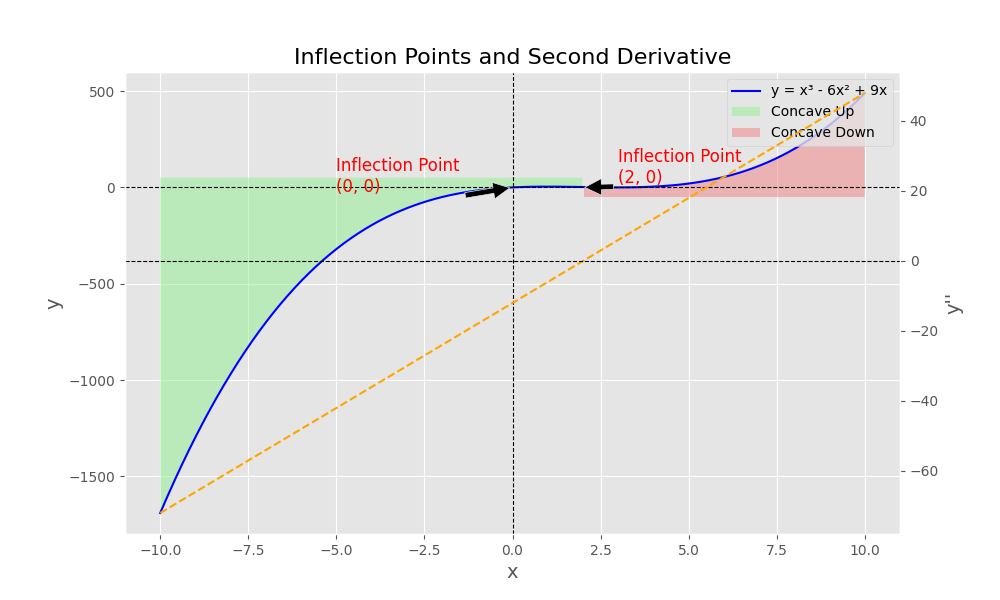 Inflection Points and Second Derivative
y = x³ - 6x² + 9x
Concave Up
Concave Down
Inflection Point
(0, 0)
Inflection Point
(2, 0)
500
0
−500
−1000
−1500
y
40
20
0
−20
−40
−60
y''
−10.0
−7.5
−5.0
−2.5
0.0
2.5
5.0
7.5
10.0
x